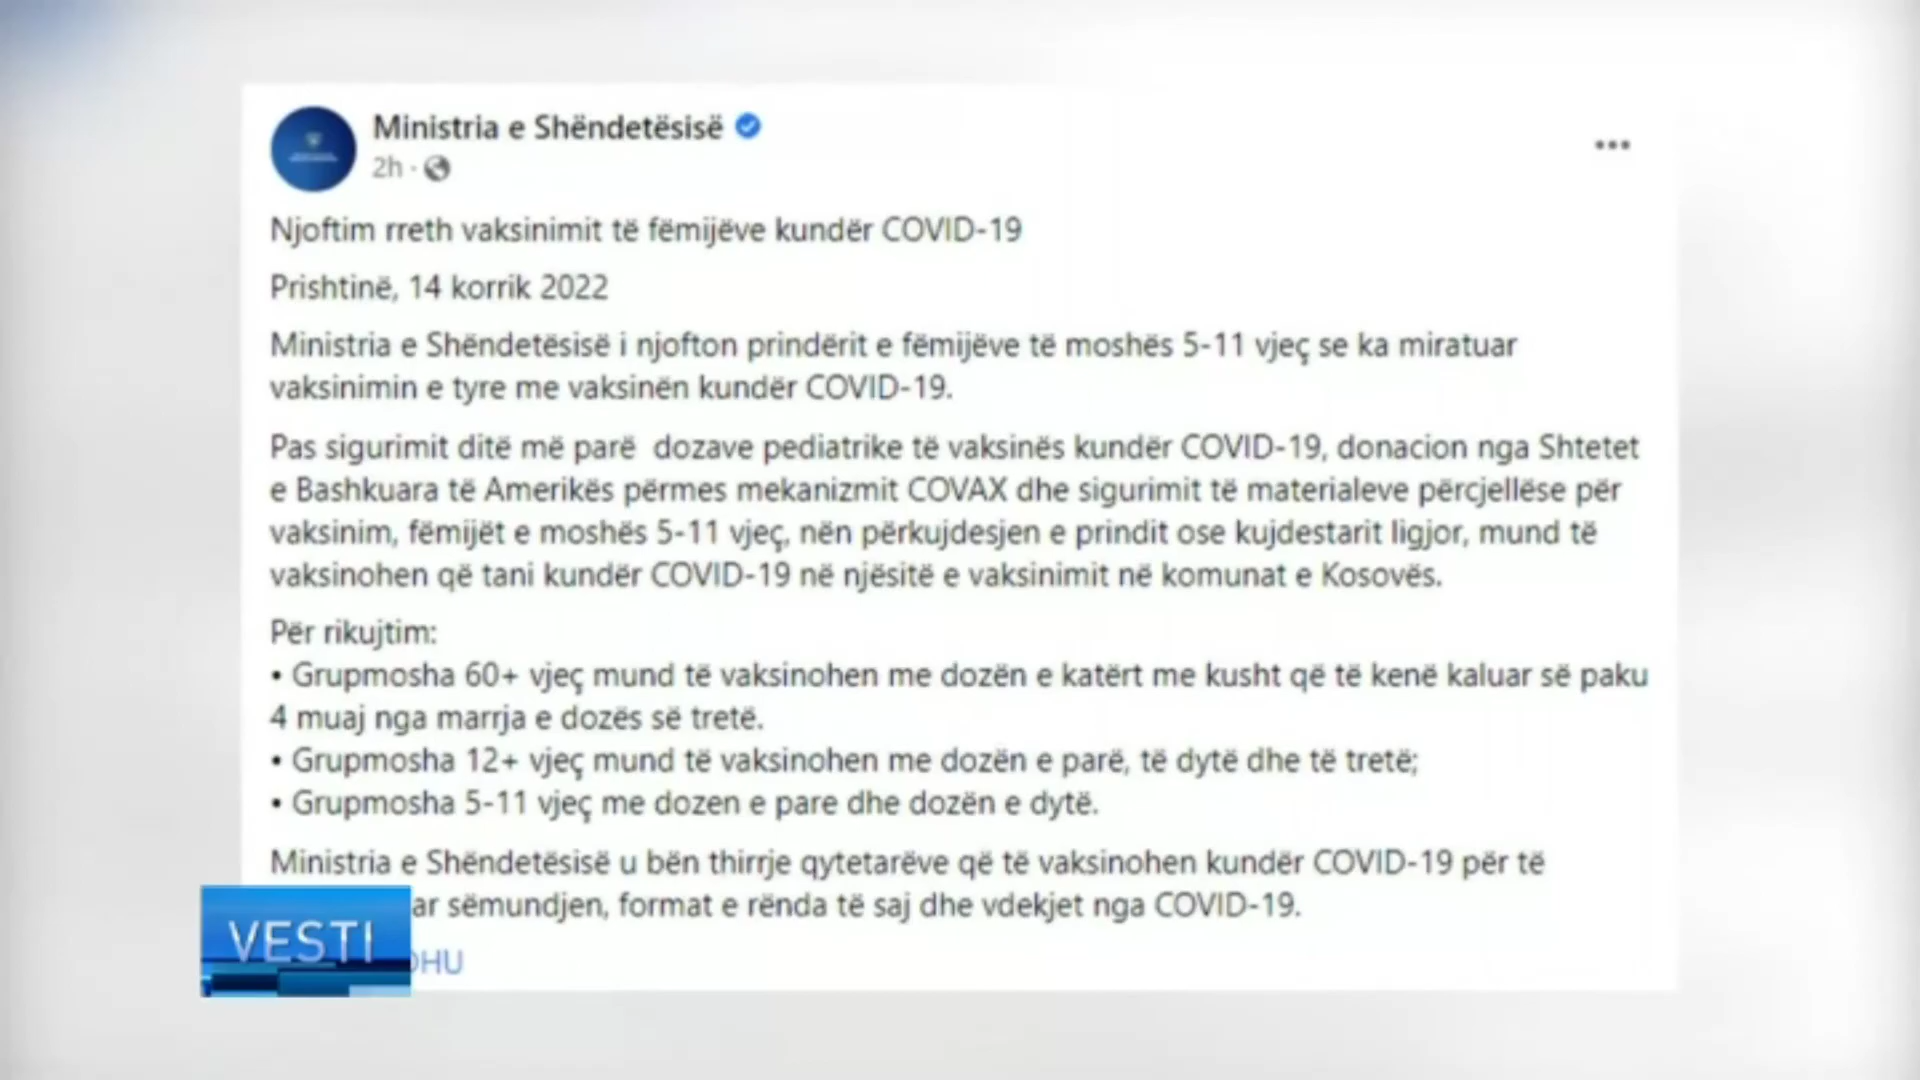 Ministria e Shëndetësisë
2h ·
Njoftim rreth vaksinimit të fëmijëve kundër COVID-19
Prishtinë, 14 korrik 2022
Ministria e Shëndetësisë i njofton prindërit e fëmijëve të moshës 5-11 vjeç se ka miratuar
vaksinimin e tyre me vaksinën kundër COVID-19.
Pas sigurimit ditë më parë dozave pediatrike të vaksinës kundër COVID-19, donacion nga Shtetet
e Bashkuara të Amerikës përmes mekanizmit COVAX dhe sigurimit të materialeve përcjellëse për
vaksinim, fëmijët e moshës 5-11 vjeç, nën përkujdesjen e prindit ose kujdestarit ligjor, mund të
vaksinohen që tani kundër COVID-19 në njësitë e vaksinimit në komunat e Kosovës.
Për rikujtim:
• Grupmosha 60+ vjeç mund të vaksinohen me dozën e katërt me kusht që të kenë kaluar së paku
4 muaj nga marrja e dozës së tretë.
• Grupmosha 12+ vjeç mund të vaksinohen me dozën e parë, të dytë dhe të tretë;
• Grupmosha 5-11 vjeç me dozen e pare dhe dozën e dytë.
Ministria e Shëndetësisë u bën thirrje qytetarëve që të vaksinohen kundër COVID-19 për të
ar sëmundjen, format e rënda të saj dhe vdekjet nga COVID-19.
VESTI